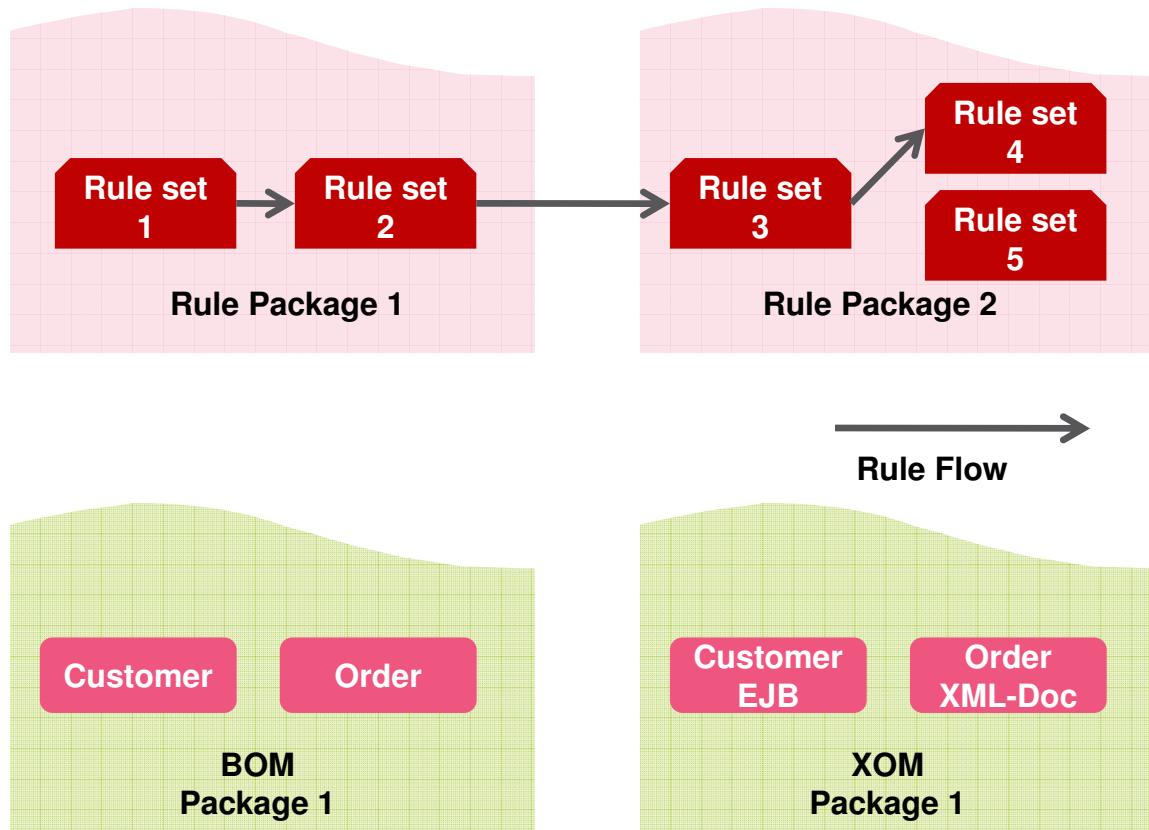 Rule set
1
Rule set
2
Rule Package 1
Rule set
3
Rule set
4
Rule set
5
Rule Package 2
Rule Flow
Customer
Order
BOM
Package 1
Customer
EJB
Order
XML-Doc
XOM
Package 1